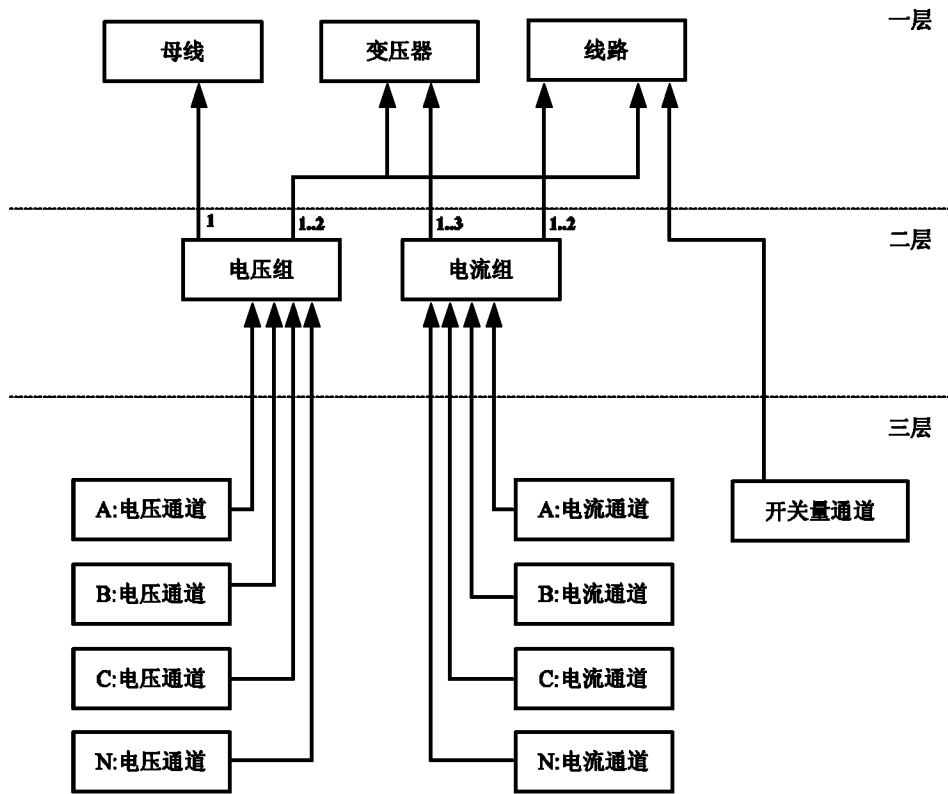 一层
母线
变压器
线路
1
1..2
1..3
1..2
二层
电压组
电流组
三层
A:电压通道
A:电流通道
开关量通道
B:电压通道
B:电流通道
C:电压通道
C:电流通道
N:电压通道
N:电流通道